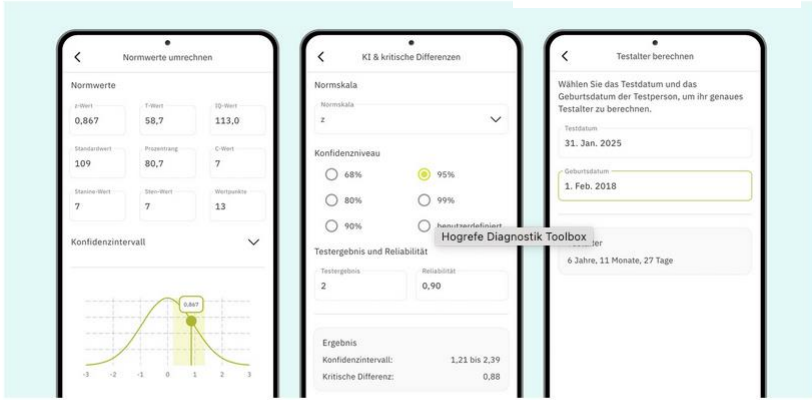 Normwerte umrechnen
Normwerte
z-Wert
T-Wert
IQ-Wert
0,867
58,7
113,0
Standardwert
Prozentrang
C-Wert
109
80,7
7
Stanine-Wert
Sten-Wert
Wertpunkte
7
7
13
Konfidenzintervall
0,867
-3 -2 -1 0 1 2 3
KI & kritische Differenzen
Normskala
Normskala
z
Konfidenzniveau
68%
95%
80%
99%
90%
benutzerdefiniert
Hogrefe Diagnostik Toolbox
Testergebnis und Reliabilität
Testergebnis
Reliabilität
2
0,90
Ergebnis
Konfidenzintervall: 1,21 bis 2,39
Kritische Differenz: 0,88
Testalter berechnen
Wählen Sie das Testdatum und das
Geburtsdatum der Testperson, um ihr genaues
Testalter zu berechnen.
Testdatum
31. Jan. 2025
Geburtsdatum
1. Feb. 2018
6 Jahre, 11 Monate, 27 Tage